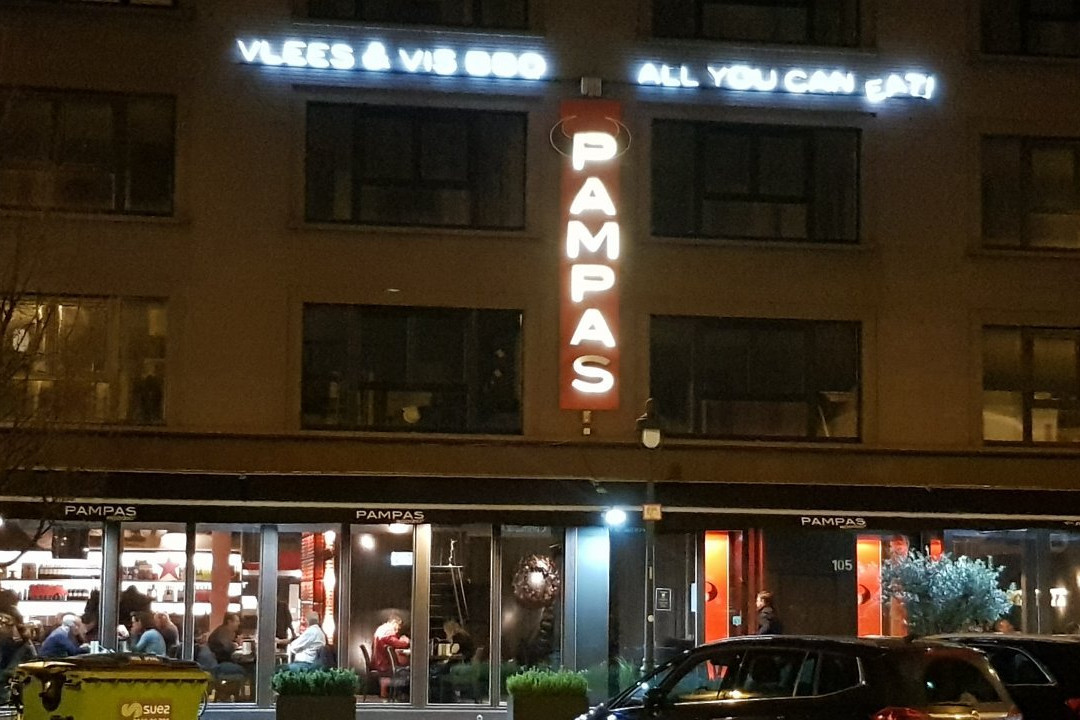 VLEES & VIS BBQ
ALL YOU CAN EAT!
PAMPAS
PAMPAS
PAMPAS
PAMPAS
105
suez